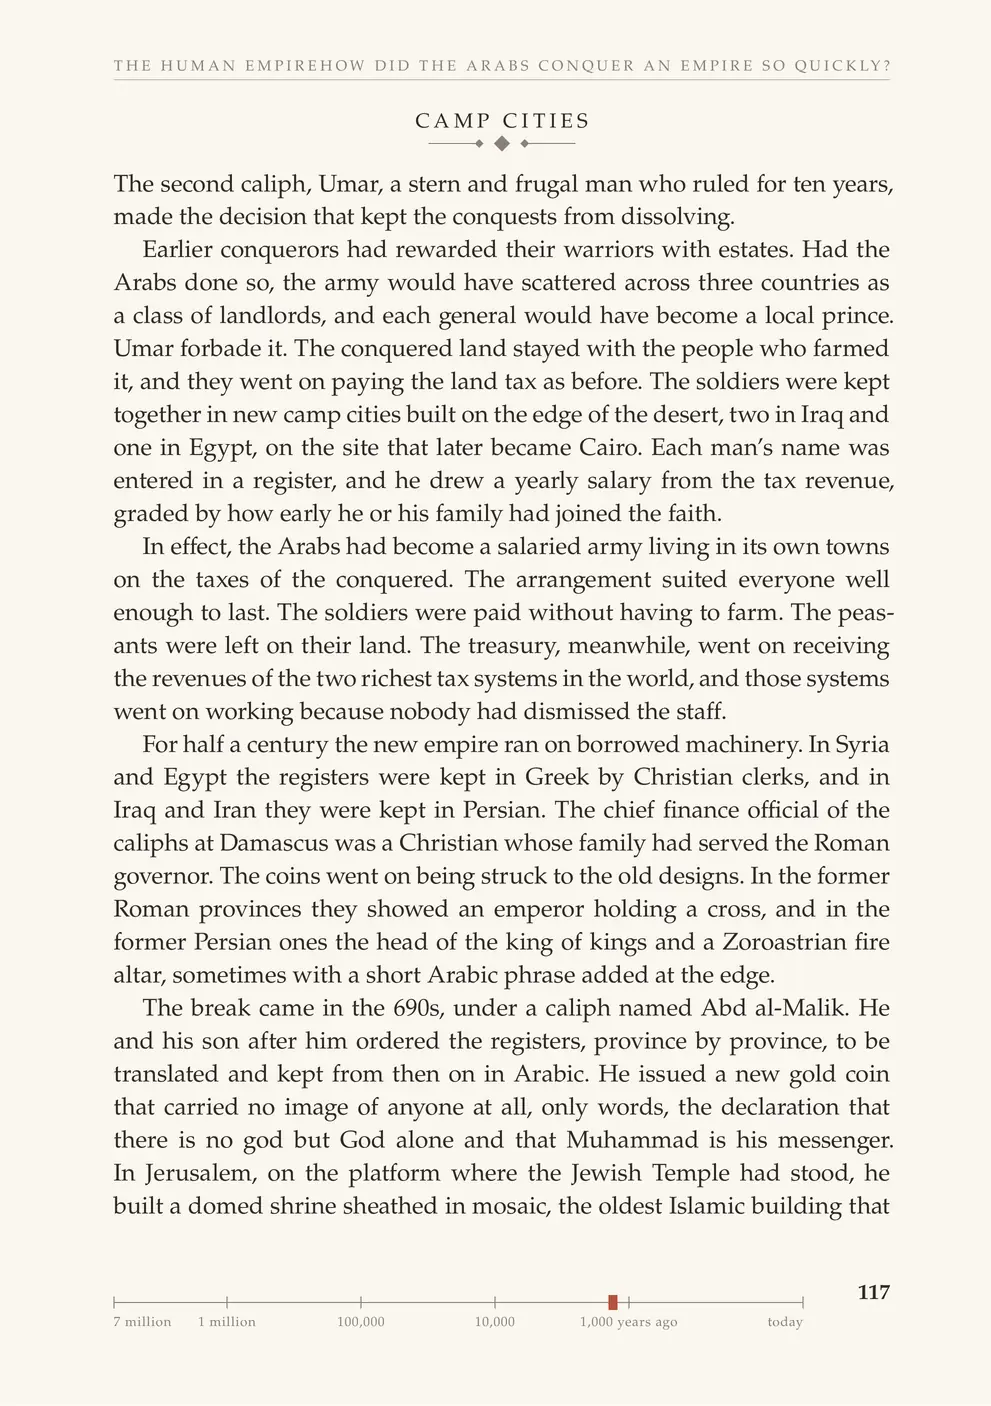 THE HUMAN EMPIREHOW DID THE ARABS CONQUER AN EMPIRE SO QUICKLY?
CAMP CITIES
The second caliph, Umar, a stern and frugal man who ruled for ten years,
made the decision that kept the conquests from dissolving.
Earlier conquerors had rewarded their warriors with estates. Had the
Arabs done so, the army would have scattered across three countries as
a class of landlords, and each general would have become a local prince.
Umar forbade it. The conquered land stayed with the people who farmed
it, and they went on paying the land tax as before. The soldiers were kept
together in new camp cities built on the edge of the desert, two in Iraq and
one in Egypt, on the site that later became Cairo. Each man’s name was
entered in a register, and he drew a yearly salary from the tax revenue,
graded by how early he or his family had joined the faith.
In effect, the Arabs had become a salaried army living in its own towns
on the taxes of the conquered. The arrangement suited everyone well
enough to last. The soldiers were paid without having to farm. The peas-
ants were left on their land. The treasury, meanwhile, went on receiving
the revenues of the two richest tax systems in the world, and those systems
went on working because nobody had dismissed the staff.
For half a century the new empire ran on borrowed machinery. In Syria
and Egypt the registers were kept in Greek by Christian clerks, and in
Iraq and Iran they were kept in Persian. The chief finance official of the
caliphs at Damascus was a Christian whose family had served the Roman
governor. The coins went on being struck to the old designs. In the former
Roman provinces they showed an emperor holding a cross, and in the
former Persian ones the head of the king of kings and a Zoroastrian fire
altar, sometimes with a short Arabic phrase added at the edge.
The break came in the 690s, under a caliph named Abd al-Malik. He
and his son after him ordered the registers, province by province, to be
translated and kept from then on in Arabic. He issued a new gold coin
that carried no image of anyone at all, only words, the declaration that
there is no god but God alone and that Muhammad is his messenger.
In Jerusalem, on the platform where the Jewish Temple had stood, he
built a domed shrine sheathed in mosaic, the oldest Islamic building that
117
7 million 1 million 100,000 10,000 1,000 years ago today